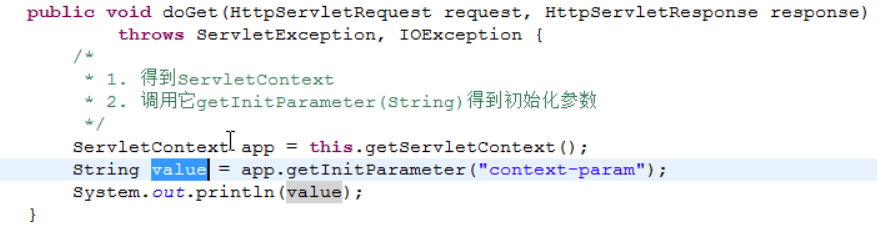 public void doGet(HttpServletRequest request, HttpServletResponse response)
throws ServletException, IOException {
/*
* 1. 得到ServletContext
* 2. 调用它getInitParameter(String)得到初始化参数
*/
ServletContext app = this.getServletContext();
String value = app.getInitParameter("context-param");
System.out.println(value);
}